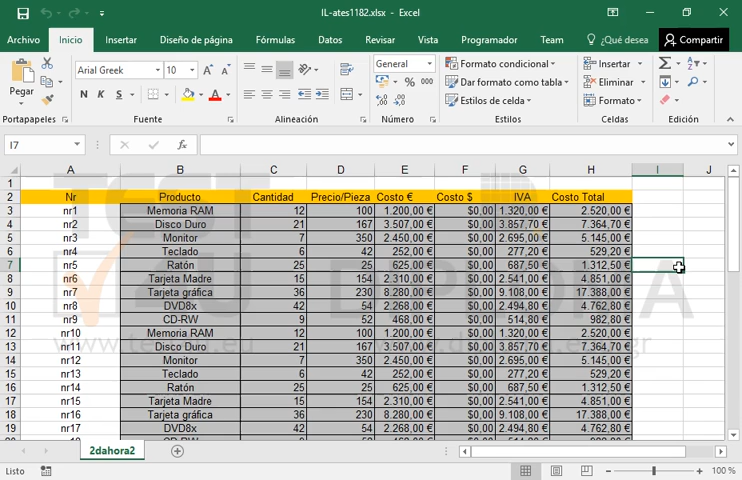 IL-ates1182.xlsx - Excel
Archivo Inicio Insertar Diseño de página Fórmulas Datos Revisar Vista Programador Team ¿Qué desea Compartir
Pegar
Arial Greek 10
N K S
General
% 000
Formato condicional
Dar formato como tabla
Estilos de celda
Insertar
Eliminar
Formato
Portapapeles Fuente Alineación Número Estilos Celdas Modificar
I7 fx
A B C D E F G H I J
1
2 Nr Producto Cantidad Precio/Pieza Costo € Costo $ IVA Costo Total
3 nr1 Memoria RAM 12 100 1.200,00 € $0,00 1.320,00 € 2.520,00 €
4 nr2 Disco Duro 21 167 3.507,00 € $0,00 3.857,70 € 7.364,70 €
5 nr3 Monitor 7 350 2.450,00 € $0,00 2.695,00 € 5.145,00 €
6 nr4 Teclado 6 42 252,00 € $0,00 277,20 € 529,20 €
7 nr5 Ratón 25 25 625,00 € $0,00 687,50 € 1.312,50 €
8 nr6 Tarjeta Madre 15 154 2.310,00 € $0,00 2.541,00 € 4.851,00 €
9 nr7 Tarjeta gráfica 36 230 8.280,00 € $0,00 9.108,00 € 17.388,00 €
10 nr8 DVD8x 42 54 2.268,00 € $0,00 2.494,80 € 4.762,80 €
11 nr9 CD-RW 9 52 468,00 € $0,00 514,80 € 982,80 €
12 nr10 Memoria RAM 12 100 1.200,00 € $0,00 1.320,00 € 2.520,00 €
13 nr11 Disco Duro 21 167 3.507,00 € $0,00 3.857,70 € 7.364,70 €
14 nr12 Monitor 7 350 2.450,00 € $0,00 2.695,00 € 5.145,00 €
15 nr13 Teclado 6 42 252,00 € $0,00 277,20 € 529,20 €
16 nr14 Ratón 25 25 625,00 € $0,00 687,50 € 1.312,50 €
17 nr15 Tarjeta Madre 15 154 2.310,00 € $0,00 2.541,00 € 4.851,00 €
18 nr16 Tarjeta gráfica 36 230 8.280,00 € $0,00 9.108,00 € 17.388,00 €
19 nr17 DVD8x 42 54 2.268,00 € $0,00 2.494,80 € 4.762,80 €
2dahora2
Listo 100 %